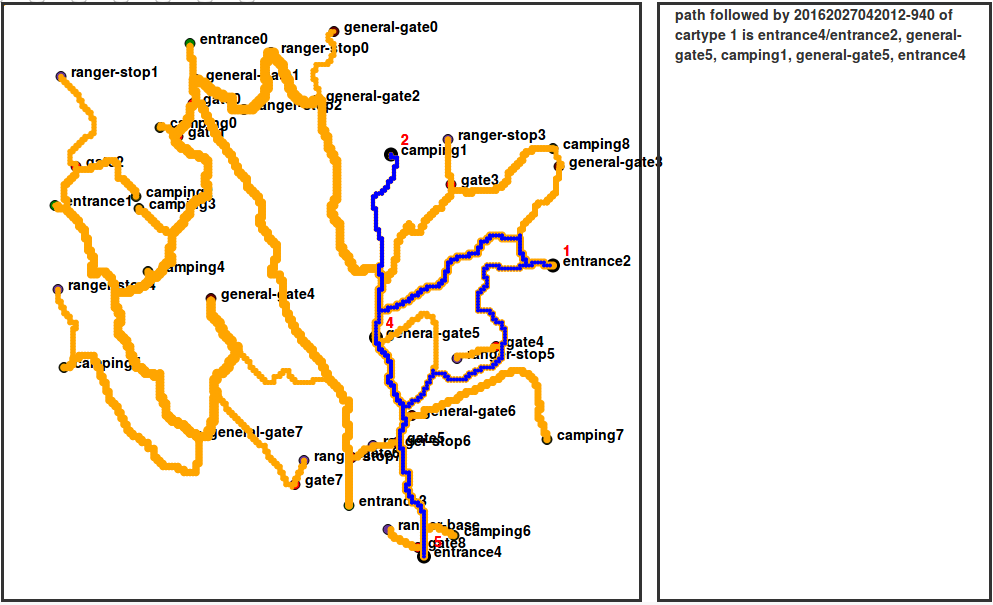 path followed by 20162027042012-940 of
cartype 1 is entrance4/entrance2, general-
gate5, camping1, general-gate5, entrance4
general-gate0
entrance0
ranger-stop0
ranger-stop1
general-gate1
general-gate2
gate0
ranger-stop2
camping0
gate1
2
camping1
ranger-stop3
camping8
general-gate3
gate2
gate3
camping
entrance1
camping3
1
entrance2
camping4
ranger-stop4
general-gate4
4
general-gate5
gate4
ranger-stop5
camping5
general-gate6
general-gate7
gate5
ranger-stop6
camping7
ranger-stop7
gate7
entrance3
ranger-base
camping6
5
gate8
entrance4